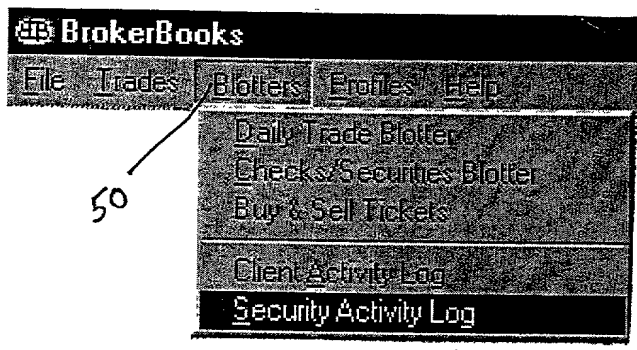 BrokerBooks
File Trades Blotters Profiles Help
Daily Trade Blotter
Checks/Securities Blotter
Buy & Sell Tickets
Client Activity Log
Security Activity Log
50